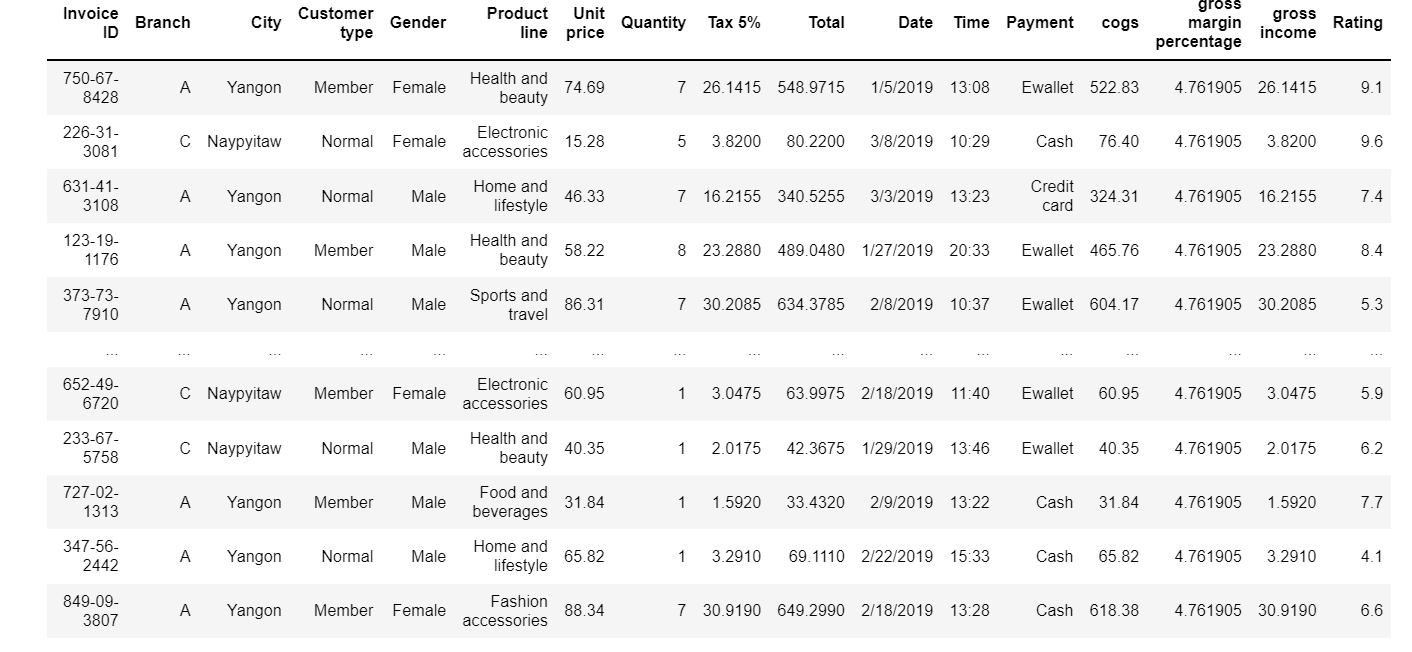 Invoice ID Branch City Customer type Gender Product line Unit price Quantity Tax 5% Total Date Time Payment cogs gross margin percentage gross income Rating
750-67-8428 A Yangon Member Female Health and beauty 74.69 7 26.1415 548.9715 1/5/2019 13:08 Ewallet 522.83 4.761905 26.1415 9.1
226-31-3081 C Naypyitaw Normal Female Electronic accessories 15.28 5 3.8200 80.2200 3/8/2019 10:29 Cash 76.40 4.761905 3.8200 9.6
631-41-3108 A Yangon Normal Male Home and lifestyle 46.33 7 16.2155 340.5255 3/3/2019 13:23 Credit card 324.31 4.761905 16.2155 7.4
123-19-1176 A Yangon Member Male Health and beauty 58.22 8 23.2880 489.0480 1/27/2019 20:33 Ewallet 465.76 4.761905 23.2880 8.4
373-73-7910 A Yangon Normal Male Sports and travel 86.31 7 30.2085 634.3785 2/8/2019 10:37 Ewallet 604.17 4.761905 30.2085 5.3
... ... ... ... ... ... ... ... ... ... ... ... ... ... ... ... ...
652-49-6720 C Naypyitaw Member Female Electronic accessories 60.95 1 3.0475 63.9975 2/18/2019 11:40 Ewallet 60.95 4.761905 3.0475 5.9
233-67-5758 C Naypyitaw Normal Male Health and beauty 40.35 1 2.0175 42.3675 1/29/2019 13:46 Ewallet 40.35 4.761905 2.0175 6.2
727-02-1313 A Yangon Member Male Food and beverages 31.84 1 1.5920 33.4320 2/9/2019 13:22 Cash 31.84 4.761905 1.5920 7.7
347-56-2442 A Yangon Normal Male Home and lifestyle 65.82 1 3.2910 69.1110 2/22/2019 15:33 Cash 65.82 4.761905 3.2910 4.1
849-09-3807 A Yangon Member Female Fashion accessories 88.34 7 30.9190 649.2990 2/18/2019 13:28 Cash 618.38 4.761905 30.9190 6.6